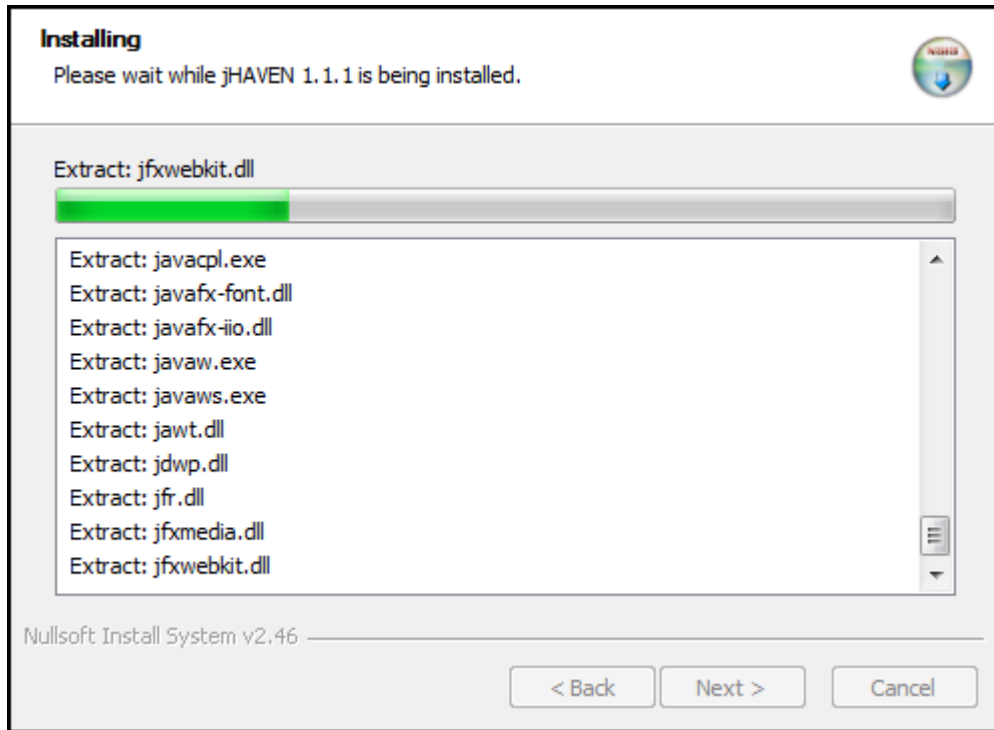 Installing
Please wait while jHAVEN 1.1.1 is being installed.
NSIS
Extract: jfxwebkit.dll
Extract: javacpl.exe
Extract: javafx-font.dll
Extract: javafx-iio.dll
Extract: javaw.exe
Extract: javaws.exe
Extract: jawt.dll
Extract: jdwp.dll
Extract: jfr.dll
Extract: jfxmedia.dll
Extract: jfxwebkit.dll
Nullsoft Install System v2.46
< Back
Next >
Cancel